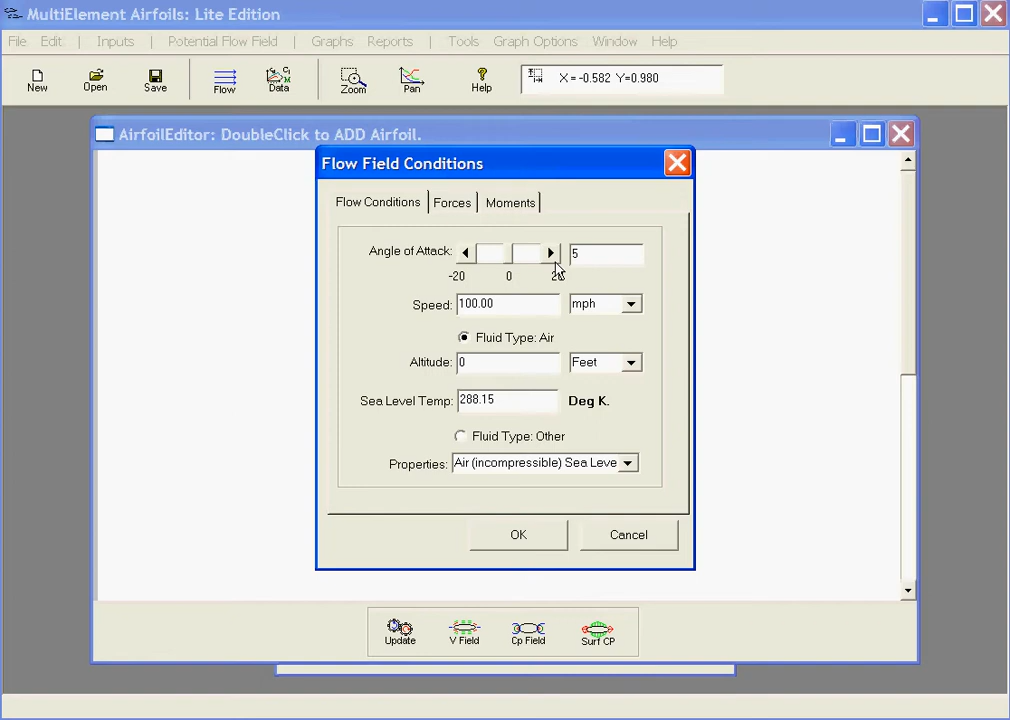 MultiElement Airfoils: Lite Edition
File Edit Inputs Potential Flow Field Graphs Reports Tools Graph Options Window Help
New Open Save Flow Data Zoom Pan Help X = -0.582 Y=0.980
AirfoilEditor: DoubleClick to ADD Airfoil.
Flow Field Conditions
Flow Conditions Forces Moments
Angle of Attack: 5
-20 0 20
Speed: 100.00 mph
Fluid Type: Air
Altitude: 0 Feet
Sea Level Temp: 288.15 Deg K.
Fluid Type: Other
Properties: Air (incompressible) Sea Leve
OK Cancel
Update V Field Cp Field Surf CP